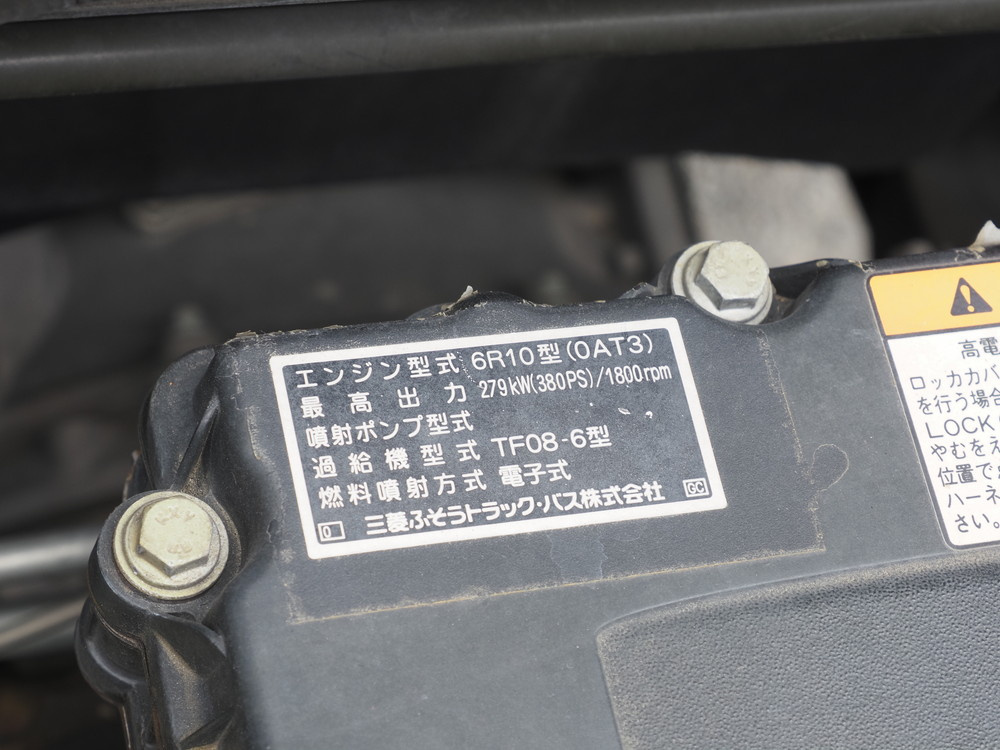 エンジン型式 6R10型(0AT3)
最高出力 279kW(380PS)/1800rpm
噴射ポンプ型式
過給機型式 TF08-6型
燃料噴射方式 電子式
0 三菱ふそうトラック・バス株式会社 GC
高電
ロッカカバ
を行う場合
LOCK
やむをえ
位置で
ハーネ
さい。